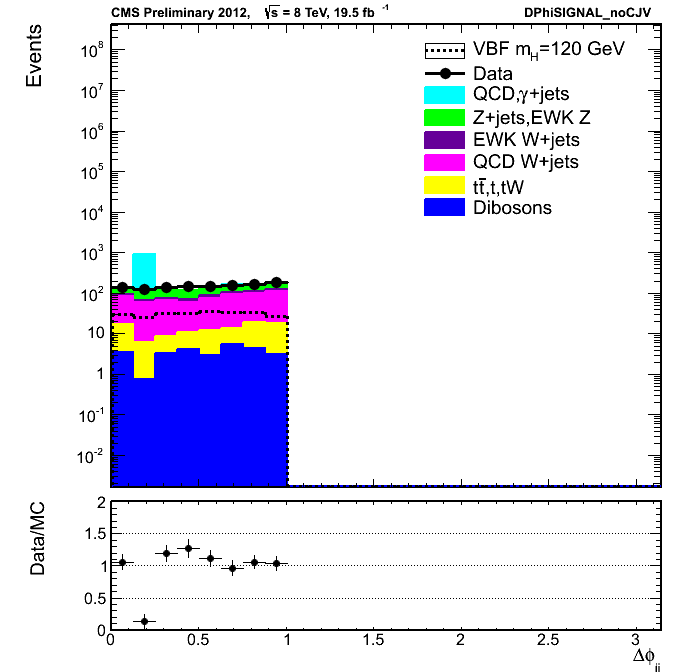 CMS Preliminary 2012, √s = 8 TeV, 19.5 fb⁻¹ DPhiSIGNAL_noCJV
Events
10⁸
10⁷
10⁶
10⁵
10⁴
10³
10²
10
1
10⁻¹
10⁻²
VBF m_H=120 GeV
Data
QCD,γ+jets
Z+jets,EWK Z
EWK W+jets
QCD W+jets
tt̄,t,tW
Dibosons
Data/MC
2
1.5
1
0.5
0
0 0.5 1 1.5 2 2.5 3
Δϕ_jj